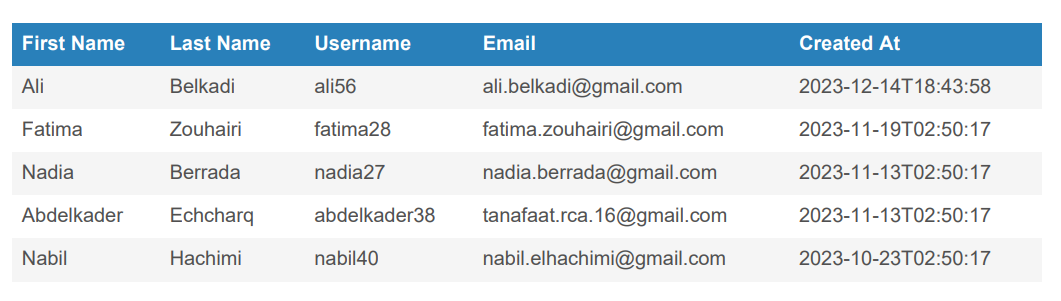 First Name Last Name Username Email Created At
Ali Belkadi ali56 ali.belkadi@gmail.com 2023-12-14T18:43:58
Fatima Zouhairi fatima28 fatima.zouhairi@gmail.com 2023-11-19T02:50:17
Nadia Berrada nadia27 nadia.berrada@gmail.com 2023-11-13T02:50:17
Abdelkader Echcharq abdelkader38 tanafaat.rca.16@gmail.com 2023-11-13T02:50:17
Nabil Hachimi nabil40 nabil.elhachimi@gmail.com 2023-10-23T02:50:17